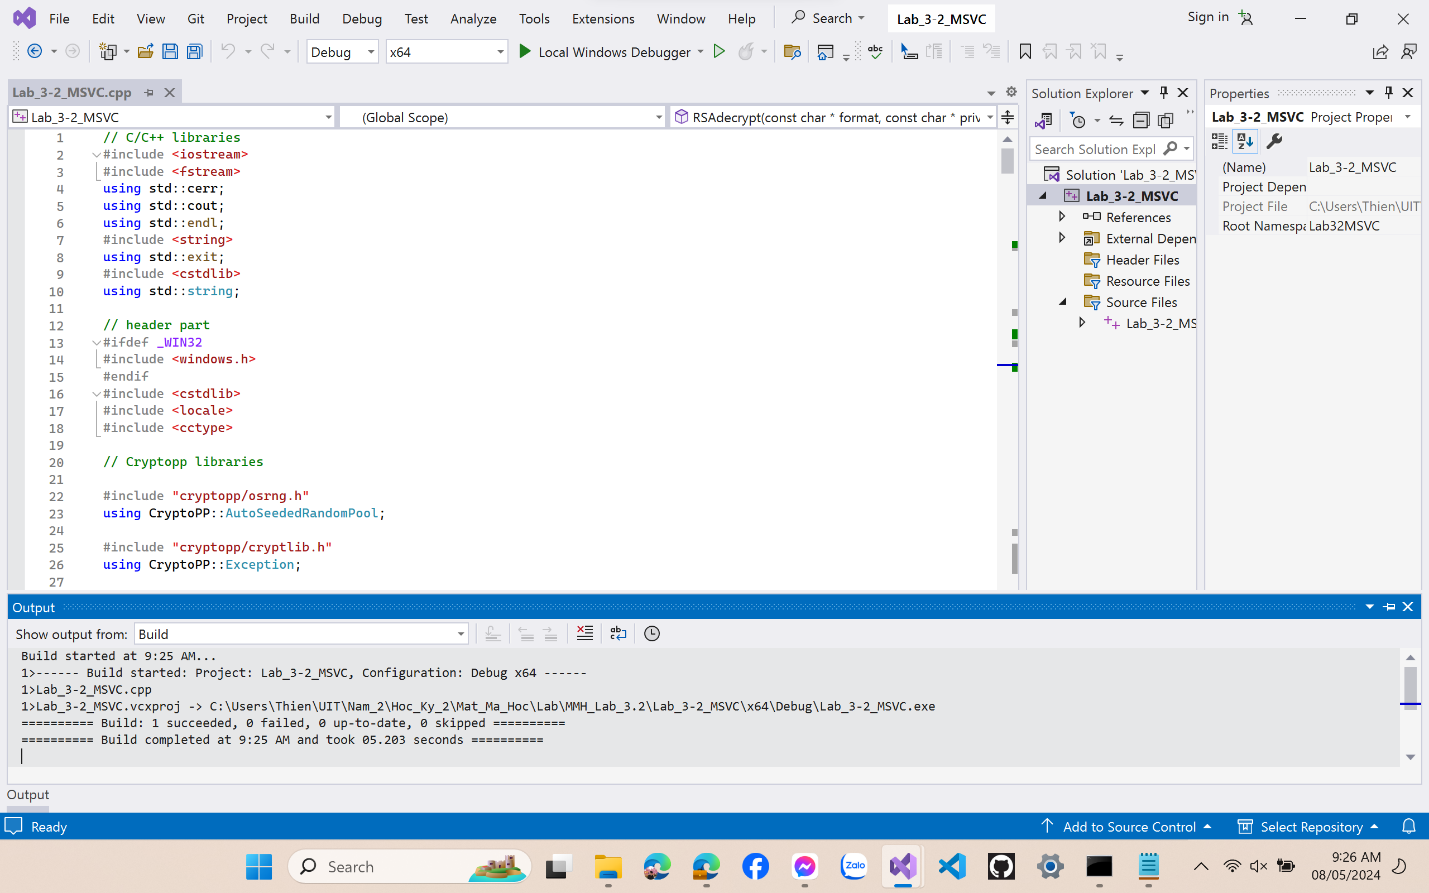 File Edit View Git Project Build Debug Test Analyze Tools Extensions Window Help Search Lab_3-2_MSVC Sign in
Debug x64 Local Windows Debugger
Lab_3-2_MSVC.cpp
Lab_3-2_MSVC (Global Scope) RSAdecrypt(const char * format, const char * priv
1 // C/C++ libraries
2 #include <iostream>
3 #include <fstream>
4 using std::cerr;
5 using std::cout;
6 using std::endl;
7 #include <string>
8 using std::exit;
9 #include <cstdlib>
10 using std::string;
11
12 // header part
13 #ifdef _WIN32
14 #include <windows.h>
15 #endif
16 #include <cstdlib>
17 #include <locale>
18 #include <cctype>
19
20 // Cryptopp libraries
21
22 #include "cryptopp/osrng.h"
23 using CryptoPP::AutoSeededRandomPool;
24
25 #include "cryptopp/cryptlib.h"
26 using CryptoPP::Exception;
27
Solution Explorer
Search Solution Expl
Solution 'Lab_3-2_MS
Lab_3-2_MSVC
References
External Depen
Header Files
Resource Files
Source Files
Lab_3-2_MS
Properties
Lab_3-2_MSVC Project Proper
(Name) Lab_3-2_MSVC
Project Depen
Project File C:\Users\Thien\UIT
Root Namespa Lab32MSVC
Output
Show output from: Build
Build started at 9:25 AM...
1>------ Build started: Project: Lab_3-2_MSVC, Configuration: Debug x64 ------
1>Lab_3-2_MSVC.cpp
1>Lab_3-2_MSVC.vcxproj -> C:\Users\Thien\UIT\Nam_2\Hoc_Ky_2\Mat_Ma_Hoc\Lab\MMH_Lab_3.2\Lab_3-2_MSVC\x64\Debug\Lab_3-2_MSVC.exe
========== Build: 1 succeeded, 0 failed, 0 up-to-date, 0 skipped ==========
========== Build completed at 9:25 AM and took 05.203 seconds ==========
Output
Ready Add to Source Control Select Repository
Search Zalo 9:26 AM
08/05/2024